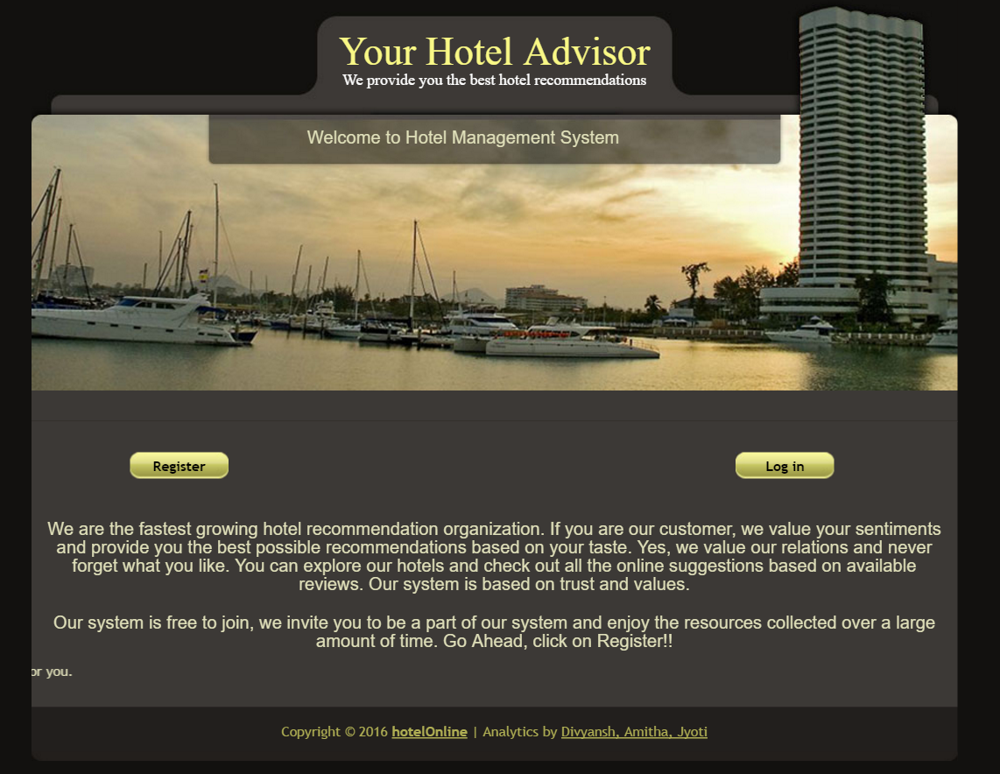 Your Hotel Advisor
We provide you the best hotel recommendations
Welcome to Hotel Management System
Register
Log in
We are the fastest growing hotel recommendation organization. If you are our customer, we value your sentiments
and provide you the best possible recommendations based on your taste. Yes, we value our relations and never
forget what you like. You can explore our hotels and check out all the online suggestions based on available
reviews. Our system is based on trust and values.
Our system is free to join, we invite you to be a part of our system and enjoy the resources collected over a large
amount of time. Go Ahead, click on Register!!
or you.
Copyright © 2016 hotelOnline | Analytics by Divyansh, Amitha, Jyoti